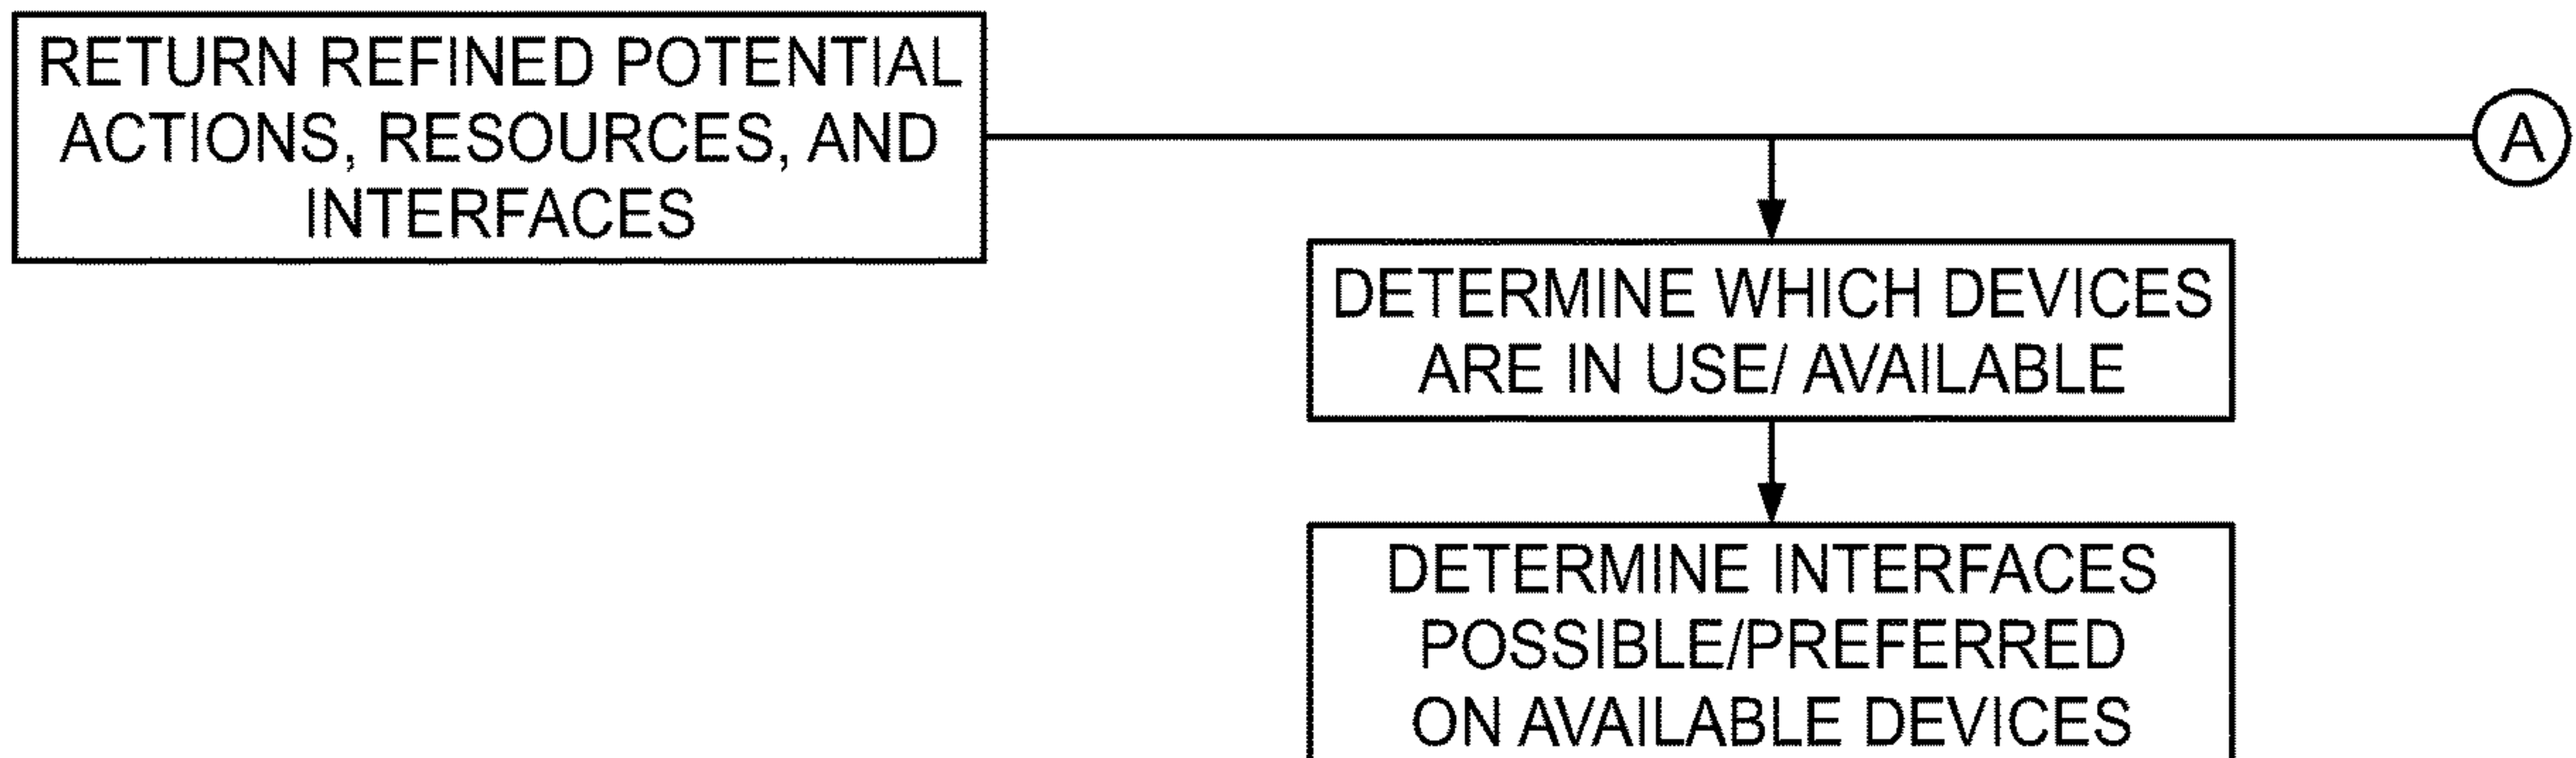 RETURN REFINED POTENTIAL
ACTIONS, RESOURCES, AND
INTERFACES
A
DETERMINE WHICH DEVICES
ARE IN USE/ AVAILABLE
DETERMINE INTERFACES
POSSIBLE/PREFERRED
ON AVAILABLE DEVICES